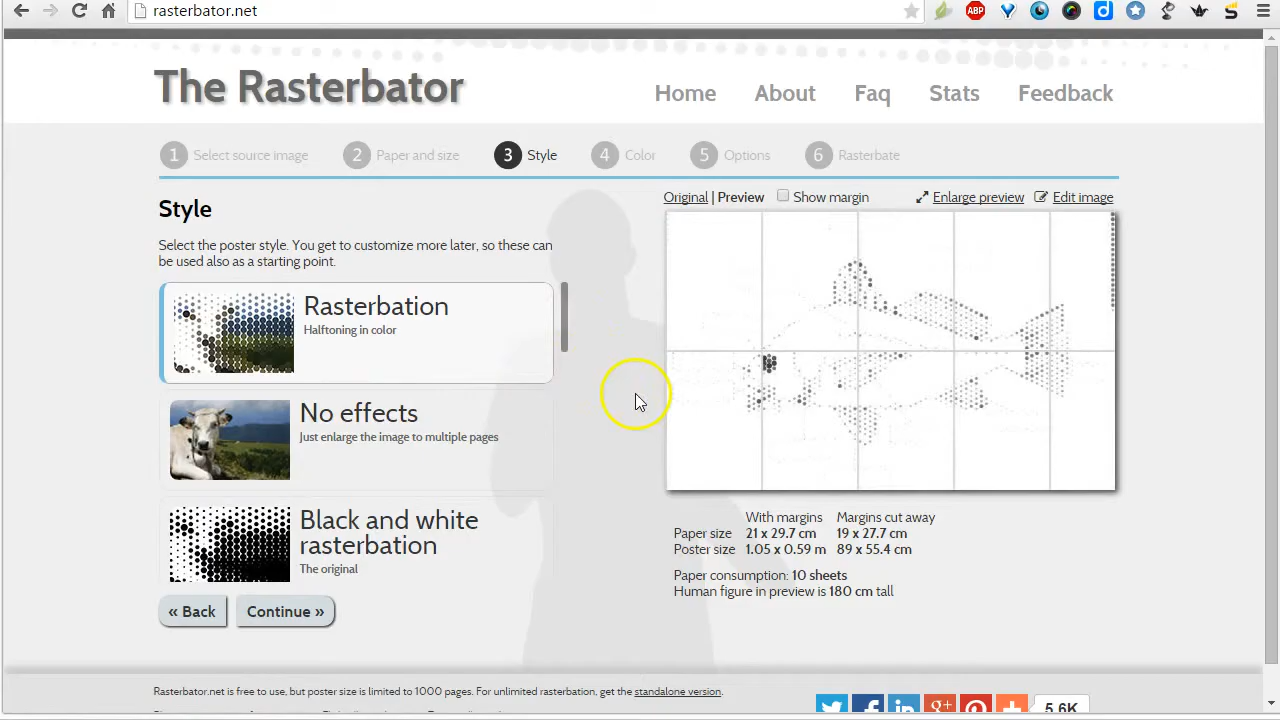 rasterbator.net
ABP
The Rasterbator
Home About Faq Stats Feedback
1 Select source image 2 Paper and size 3 Style 4 Color 5 Options 6 Rasterbate
Style
Original | Preview Show margin Enlarge preview Edit image
Select the poster style. You get to customize more later, so these can
be used also as a starting point.
Rasterbation
Halftoning in color
No effects
Just enlarge the image to multiple pages
Black and white
rasterbation
The original
With margins Margins cut away
Paper size 21 x 29.7 cm 19 x 27.7 cm
Poster size 1.05 x 0.59 m 89 x 55.4 cm
Paper consumption: 10 sheets
Human figure in preview is 180 cm tall
« Back Continue »
Rasterbator.net is free to use, but poster size is limited to 1000 pages. For unlimited rasterbation, get the standalone version.
5.6K